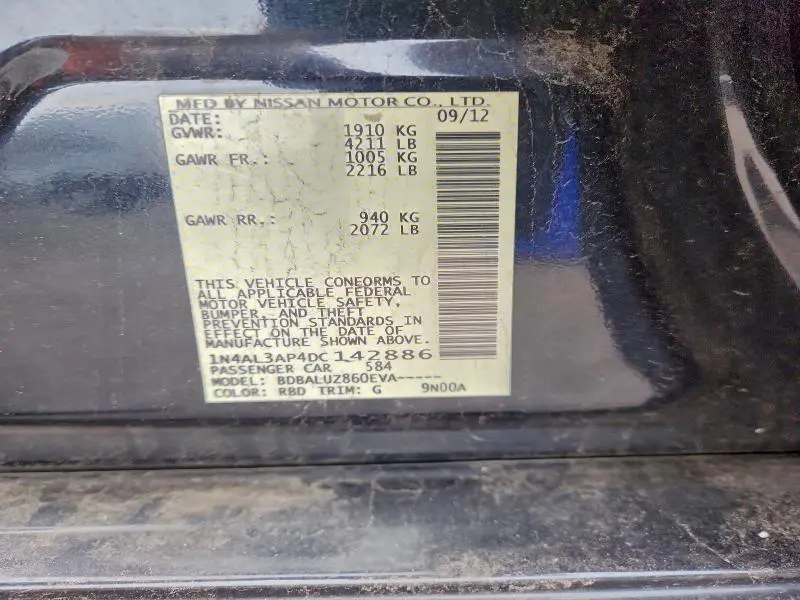 MFD BY NISSAN MOTOR CO., LTD.
DATE: 09/12
GVWR: 1910 KG
4211 LB
GAWR FR.: 1005 KG
2216 LB
GAWR RR.: 940 KG
2072 LB
THIS VEHICLE CONFORMS TO
ALL APPLICABLE FEDERAL
MOTOR VEHICLE SAFETY,
BUMPER, AND THEFT
PREVENTION STANDARDS IN
EFFECT ON THE DATE OF
MANUFACTURE SHOWN ABOVE.
1N4AL3AP4DC142886
PASSENGER CAR 584
MODEL: BDBALUZ860EVA-----
COLOR: RBD TRIM: G 9N00A